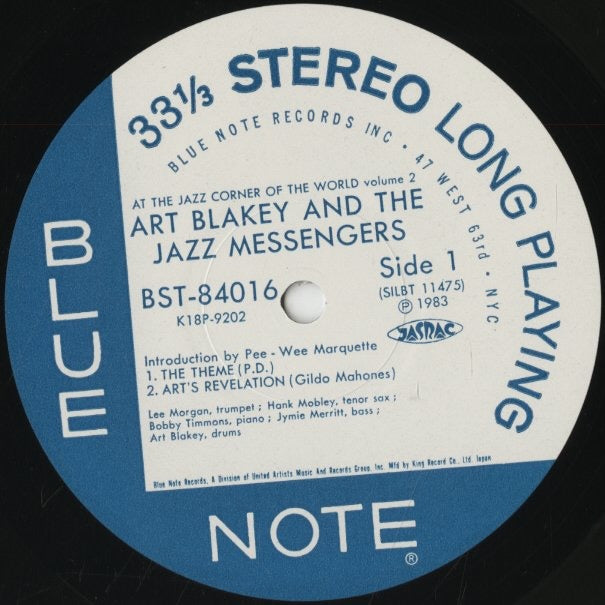 33⅓ STEREO LONG PLAYING
BLUE NOTE RECORDS INC • 47 WEST 63rd • NYC
AT THE JAZZ CORNER OF THE WORLD volume 2
ART BLAKEY AND THE
JAZZ MESSENGERS
BST-84016
K18P-9202
Side 1
(SILBT 11475)
Ⓟ 1983
JASRAC
Introduction by Pee-Wee Marquette
1. THE THEME (P.D.)
2. ART'S REVELATION (Gildo Mahones)
Lee Morgan, trumpet ; Hank Mobley, tenor sax ;
Bobby Timmons, piano ; Jymie Merritt, bass ;
Art Blakey, drums
Blue Note Records, A Division of United Artists Music And Records Group, Inc. Mfd by King Record Co., Ltd. Japan
BLUE
NOTE®